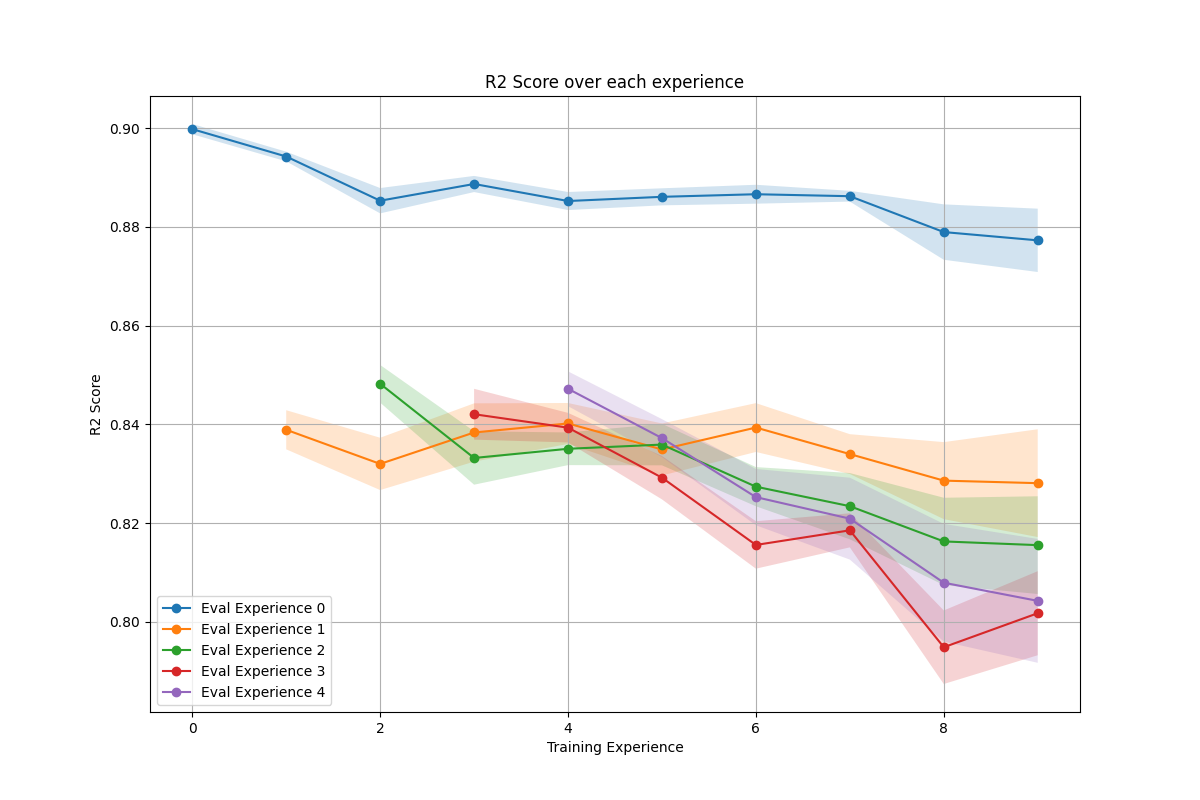 R2 Score over each experience
0.90
0.88
0.86
0.84
0.82
0.80
R2 Score
Eval Experience 0
Eval Experience 1
Eval Experience 2
Eval Experience 3
Eval Experience 4
0 2 4 6 8
Training Experience